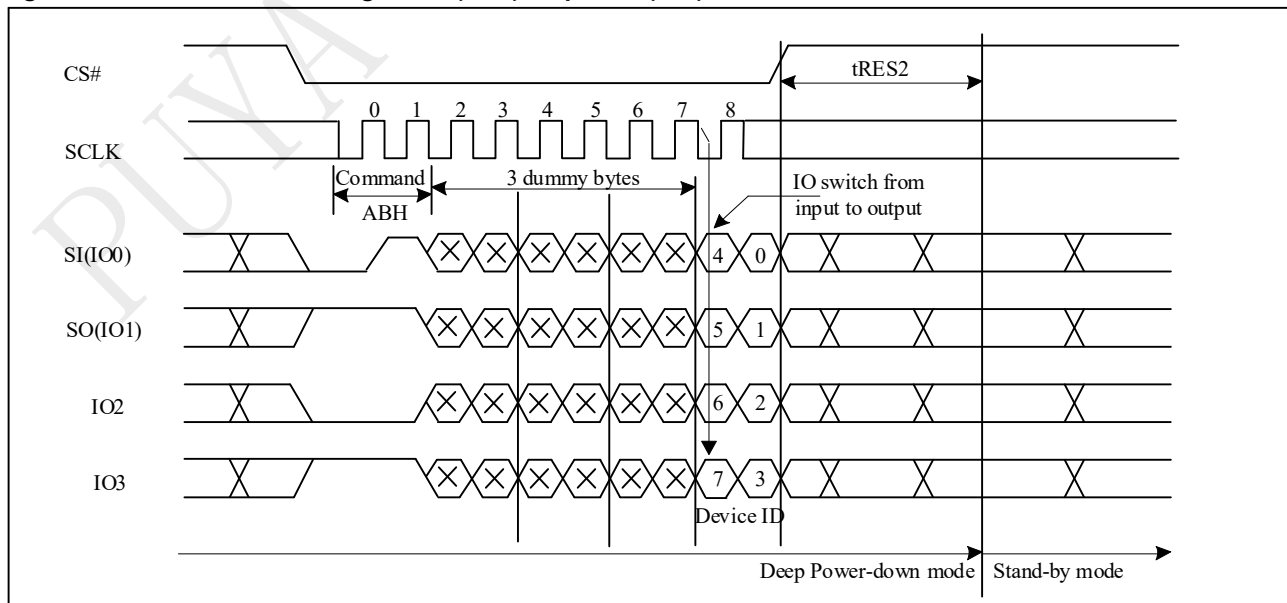 CS#
tRES2
0 1 2 3 4 5 6 7 8
SCLK
Command
3 dummy bytes
IO switch from
input to output
ABH
SI(IO0)
4 0
SO(IO1)
5 1
IO2
6 2
IO3
7 3
Device ID
Deep Power-down mode
Stand-by mode
PUYA